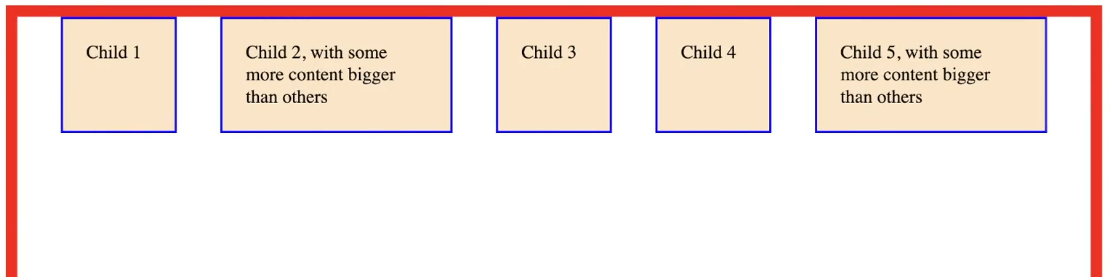 Child 1
Child 2, with some
more content bigger
than others
Child 3
Child 4
Child 5, with some
more content bigger
than others